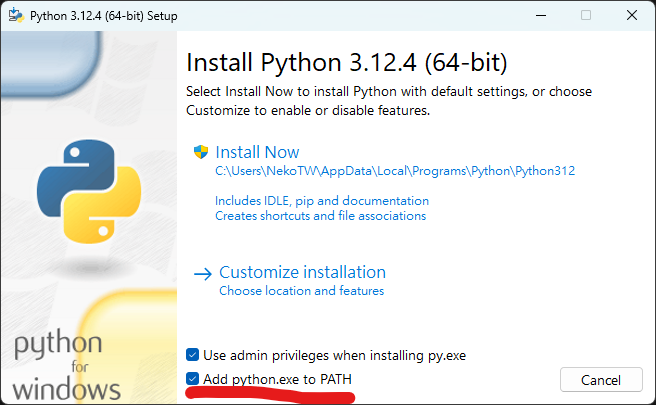 Python 3.12.4 (64-bit) Setup
Install Python 3.12.4 (64-bit)
Select Install Now to install Python with default settings, or choose
Customize to enable or disable features.
Install Now
C:\Users\NekoTW\AppData\Local\Programs\Python\Python312
Includes IDLE, pip and documentation
Creates shortcuts and file associations
Customize installation
Choose location and features
Use admin privileges when installing py.exe
Add python.exe to PATH
Cancel
python
for
windows